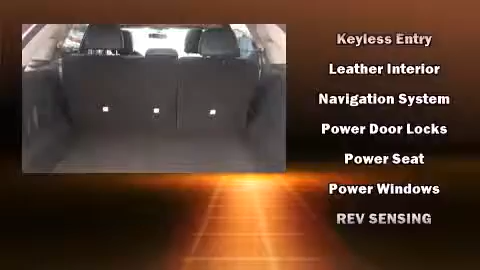 Keyless Entry
Leather Interior
Navigation System
Power Door Locks
Power Seat
Power Windows
REV SENSING